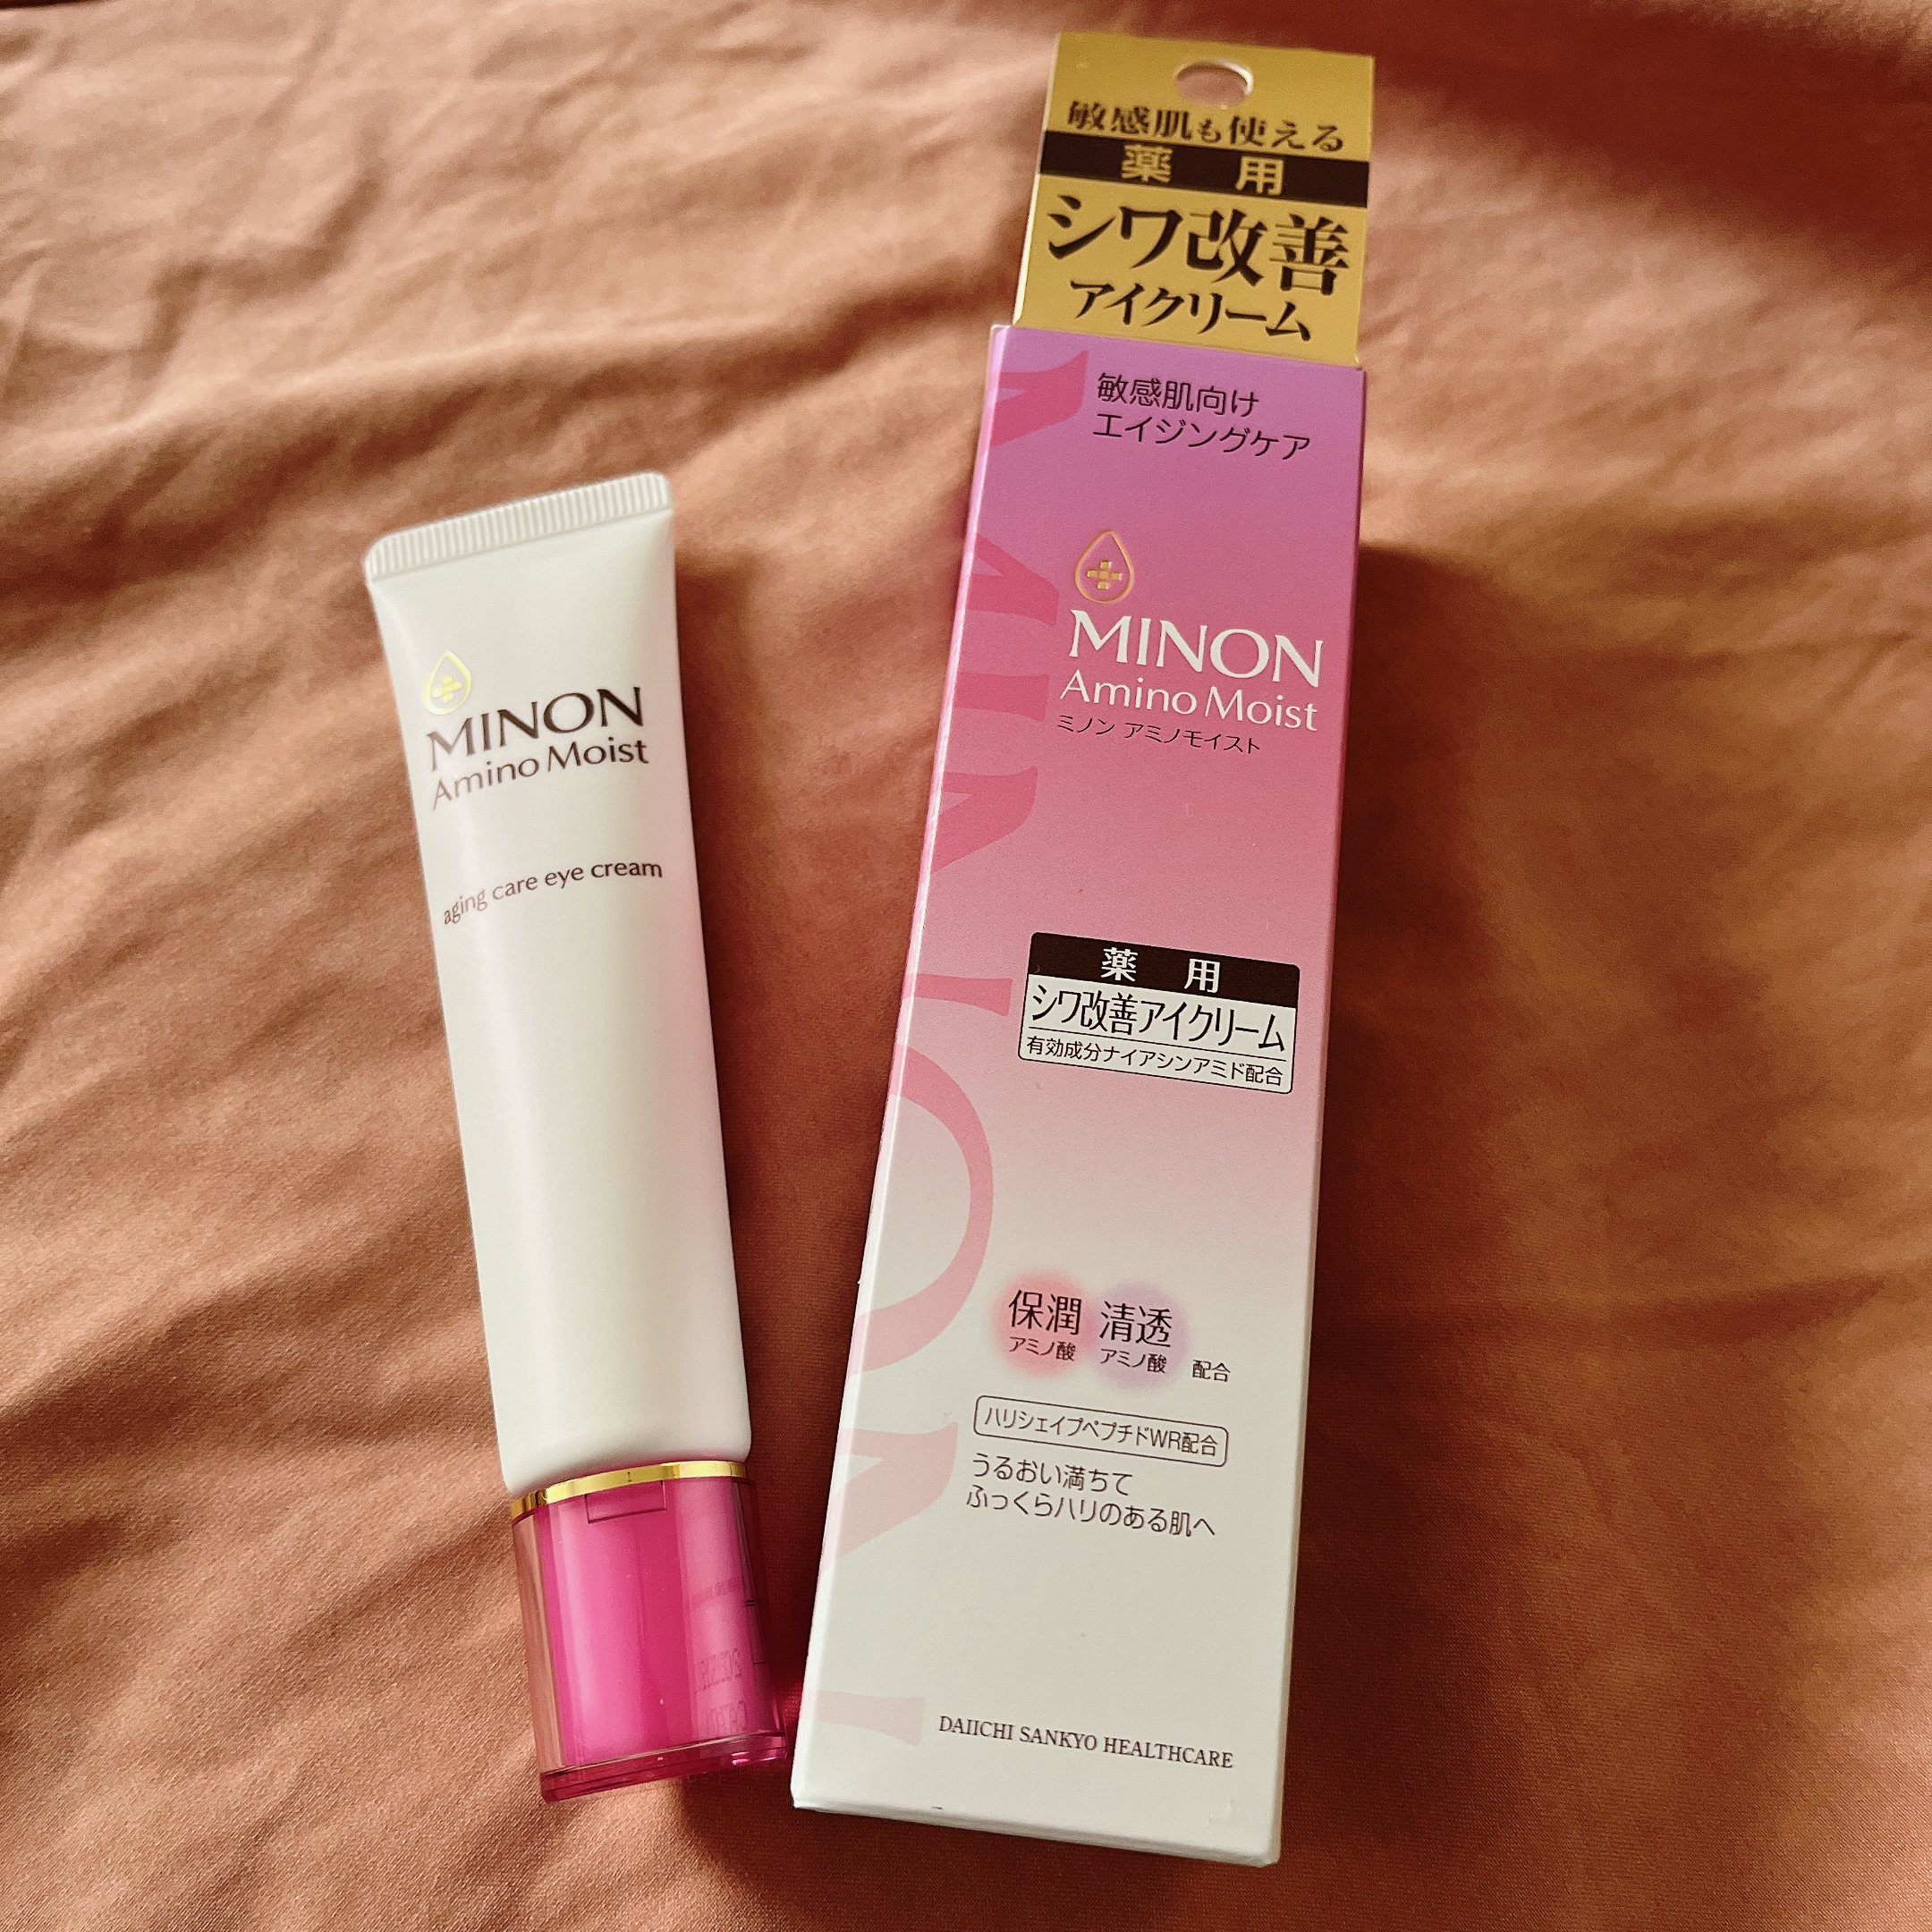 MINON
Amino Moist
aging care eye cream
敏感肌も使える
薬用
シワ改善
アイクリーム
敏感肌向け
エイジングケア
MINON
Amino Moist
ミノン アミノモイスト
薬用
シワ改善アイクリーム
有効成分ナイアシンアミド配合
保潤 清透
アミノ酸 アミノ酸 配合
ハリシェイプペプチドWR配合
うるおい満ちて
ふっくらハリのある肌へ
DAIICHI SANKYO HEALTHCARE
MINON